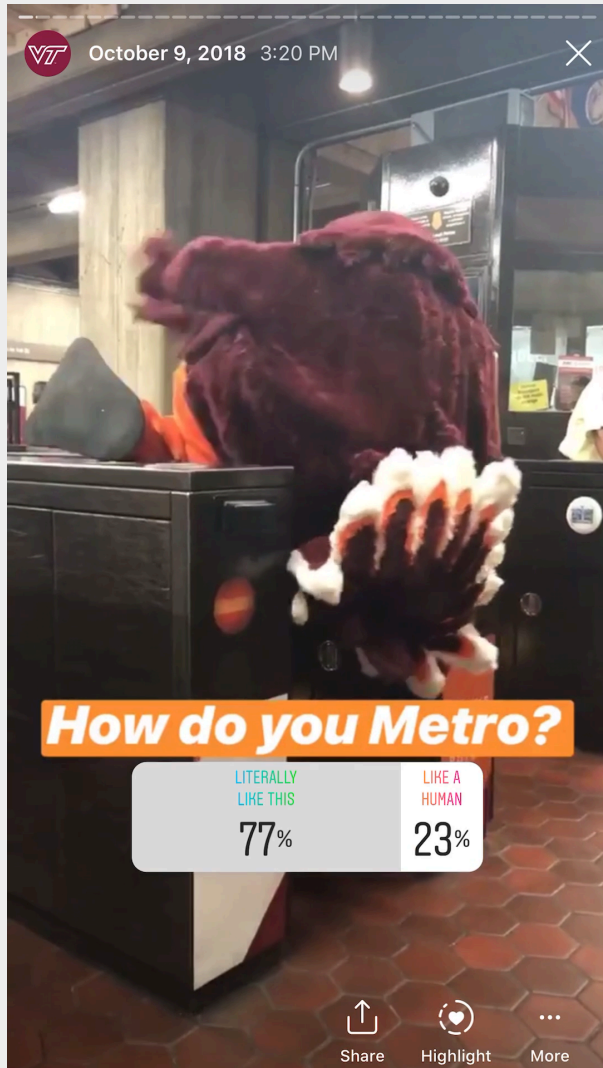 VT October 9, 2018 3:20 PM
How do you Metro?
LITERALLY
LIKE THIS
77%
LIKE A
HUMAN
23%
Share Highlight More